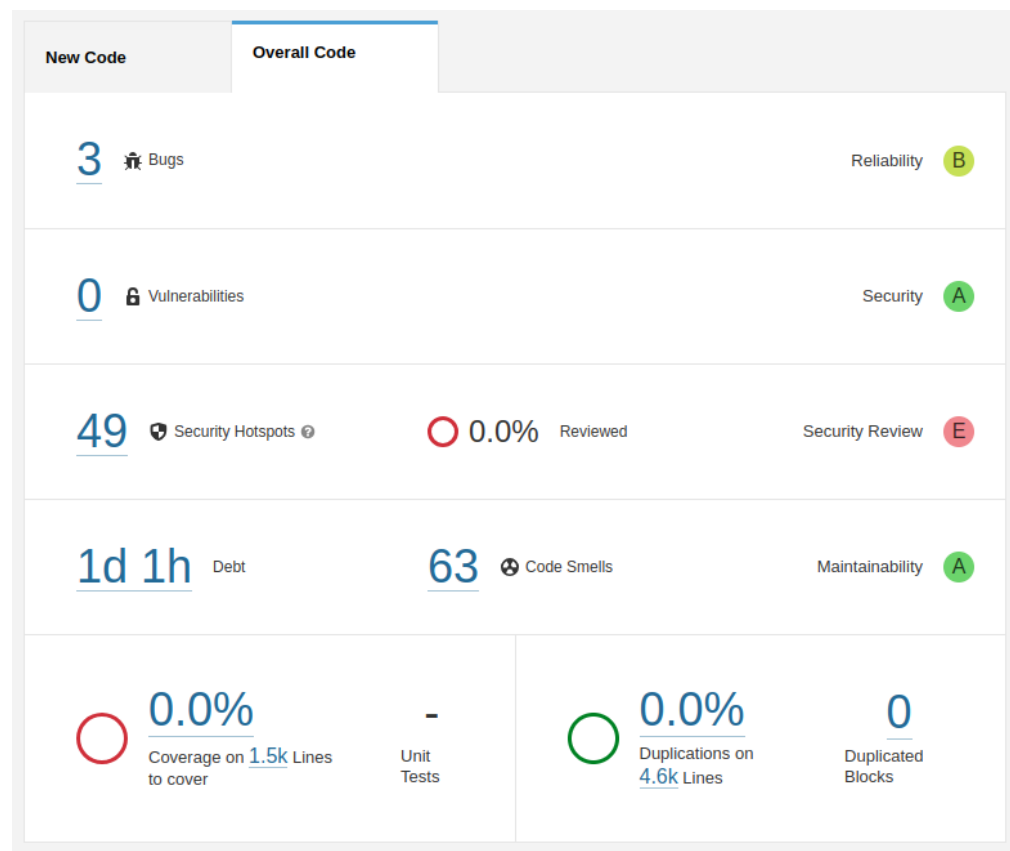 New Code
Overall Code
3 Bugs
Reliability B
0 Vulnerabilities
Security A
49 Security Hotspots ?
0.0% Reviewed
Security Review E
1d 1h Debt
63 Code Smells
Maintainability A
0.0%
Coverage on 1.5k Lines
to cover
-
Unit
Tests
0.0%
Duplications on
4.6k Lines
0
Duplicated
Blocks